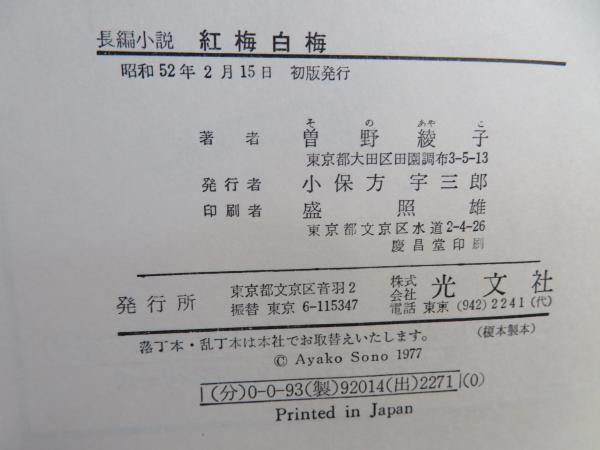 長編小説 紅梅白梅
昭和52年2月15日 初版発行
そ の あや こ
著者 曽野綾子
東京都大田区田園調布3-5-13
発行者 小保方宇三郎
印刷者 盛照雄
東京都文京区水道2-4-26
慶昌堂印刷
発行所 東京都文京区音羽2 株式会社 光文社
振替 東京 6-115347 電話 東京 (942) 2241 (代)
落丁本・乱丁本は本社でお取替えいたします。 (榎本製本)
© Ayako Sono 1977
(分)0-0-93(製)92014(出)2271(0)
Printed in Japan